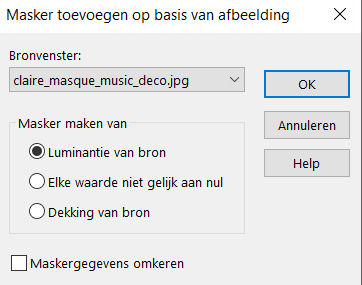 Masker toevoegen op basis van afbeelding
Bronvenster:
claire_masque_music_deco.jpg
OK
Annuleren
Help
Masker maken van
Luminantie van bron
Elke waarde niet gelijk aan nul
Dekking van bron
Maskergegevens omkeren